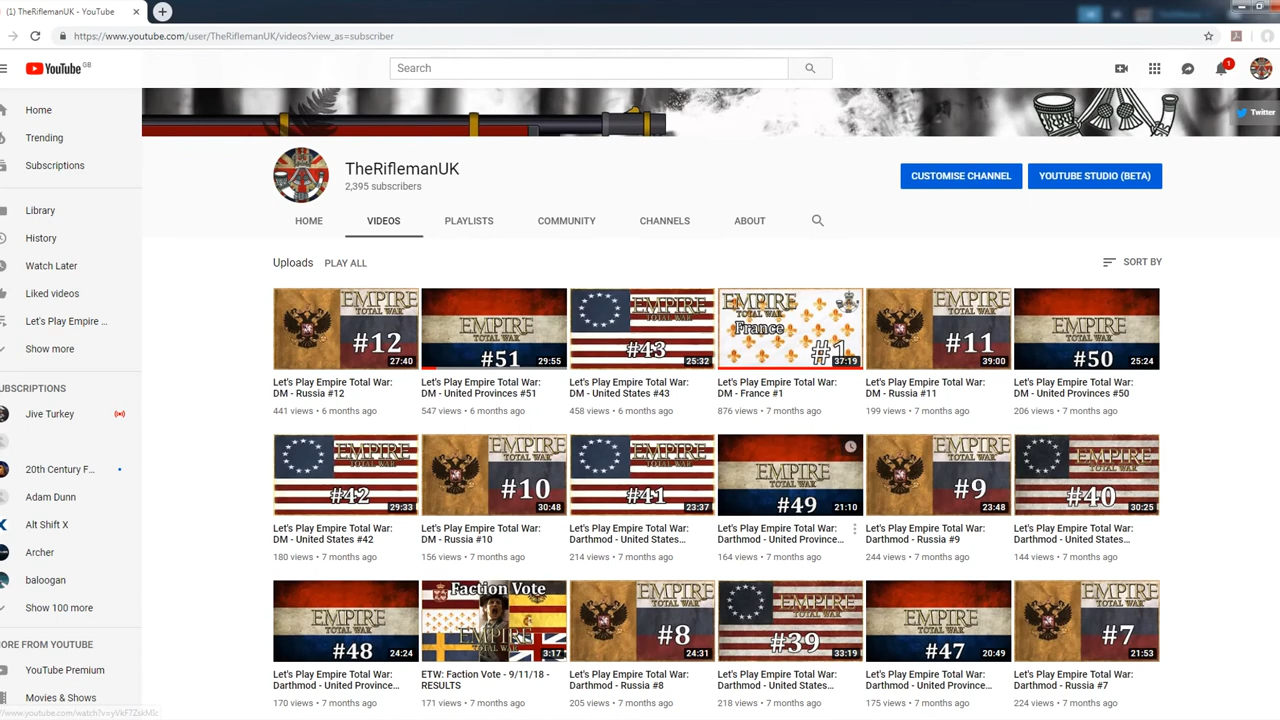 (1) TheRiflemanUK - YouTube
https://www.youtube.com/user/TheRiflemanUK/videos?view_as=subscriber
YouTube GB
Search
1
Twitter
Home
Trending
Subscriptions
Library
History
Watch Later
Liked videos
Let's Play Empire ...
Show more
UBSCRIPTIONS
Jive Turkey
20th Century F...
Adam Dunn
Alt Shift X
Archer
baloogan
Show 100 more
MORE FROM YOUTUBE
YouTube Premium
Movies & Shows
TheRiflemanUK
2,395 subscribers
CUSTOMISE CHANNEL
YOUTUBE STUDIO (BETA)
HOME VIDEOS PLAYLISTS COMMUNITY CHANNELS ABOUT
Uploads PLAY ALL
SORT BY
EMPIRE TOTAL WAR #12 27:40
Let's Play Empire Total War:
DM - Russia #12
441 views • 6 months ago
EMPIRE TOTAL WAR #51 29:55
Let's Play Empire Total War:
DM - United Provinces #51
547 views • 6 months ago
EMPIRE TOTAL WAR #43 25:32
Let's Play Empire Total War:
DM - United States #43
458 views • 6 months ago
EMPIRE TOTAL WAR France #1 37:19
Let's Play Empire Total War:
DM - France #1
876 views • 7 months ago
EMPIRE TOTAL WAR #11 39:00
Let's Play Empire Total War:
DM - Russia #11
199 views • 7 months ago
EMPIRE TOTAL WAR #50 25:24
Let's Play Empire Total War:
DM - United Provinces #50
206 views • 7 months ago
EMPIRE TOTAL WAR #42 29:33
Let's Play Empire Total War:
DM - United States #42
180 views • 7 months ago
EMPIRE TOTAL WAR #10 30:48
Let's Play Empire Total War:
DM - Russia #10
156 views • 7 months ago
EMPIRE TOTAL WAR #41 23:37
Let's Play Empire Total War:
Darthmod - United States...
214 views • 7 months ago
EMPIRE TOTAL WAR #49 21:10
Let's Play Empire Total War:
Darthmod - United Province...
164 views • 7 months ago
EMPIRE TOTAL WAR #9 23:48
Let's Play Empire Total War:
Darthmod - Russia #9
244 views • 7 months ago
EMPIRE TOTAL WAR #40 30:25
Let's Play Empire Total War:
Darthmod - United States...
144 views • 7 months ago
EMPIRE TOTAL WAR #48 24:24
Let's Play Empire Total War:
Darthmod - United Province...
170 views • 7 months ago
Faction Vote EMPIRE TOTAL WAR 3:17
ETW: Faction Vote - 9/11/18 -
RESULTS
171 views • 7 months ago
EMPIRE TOTAL WAR #8 24:31
Let's Play Empire Total War:
Darthmod - Russia #8
205 views • 7 months ago
EMPIRE TOTAL WAR #39 33:19
Let's Play Empire Total War:
Darthmod - United States...
218 views • 7 months ago
EMPIRE TOTAL WAR #47 20:49
Let's Play Empire Total War:
Darthmod - United Province...
175 views • 7 months ago
EMPIRE TOTAL WAR #7 21:53
Let's Play Empire Total War:
Darthmod - Russia #7
224 views • 7 months ago